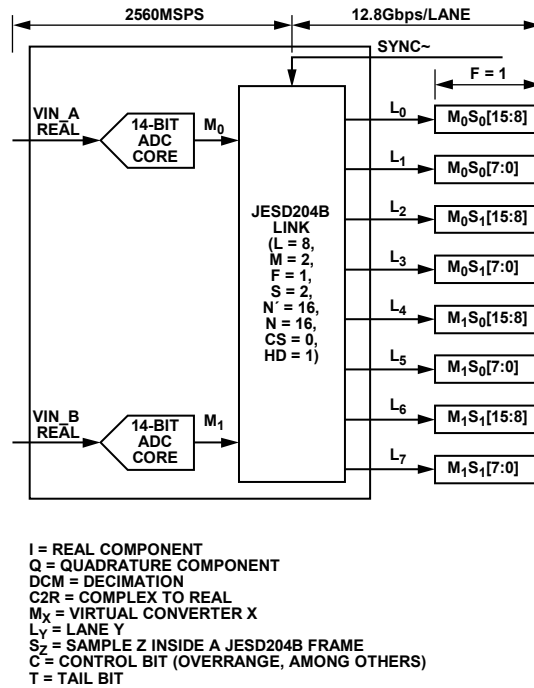 2560MSPS
12.8Gbps/LANE
SYNC~
F = 1
VIN_A
REAL
14-BIT
ADC
CORE
M0
JESD204B
LINK
(L = 8,
M = 2,
F = 1,
S = 2,
N´ = 16,
N = 16,
CS = 0,
HD = 1)
VIN_B
REAL
14-BIT
ADC
CORE
M1
L0
M0S0[15:8]
L1
M0S0[7:0]
L2
M0S1[15:8]
L3
M0S1[7:0]
L4
M1S0[15:8]
L5
M1S0[7:0]
L6
M1S1[15:8]
L7
M1S1[7:0]
I = REAL COMPONENT
Q = QUADRATURE COMPONENT
DCM = DECIMATION
C2R = COMPLEX TO REAL
MX = VIRTUAL CONVERTER X
LY = LANE Y
SZ = SAMPLE Z INSIDE A JESD204B FRAME
C = CONTROL BIT (OVERRANGE, AMONG OTHERS)
T = TAIL BIT